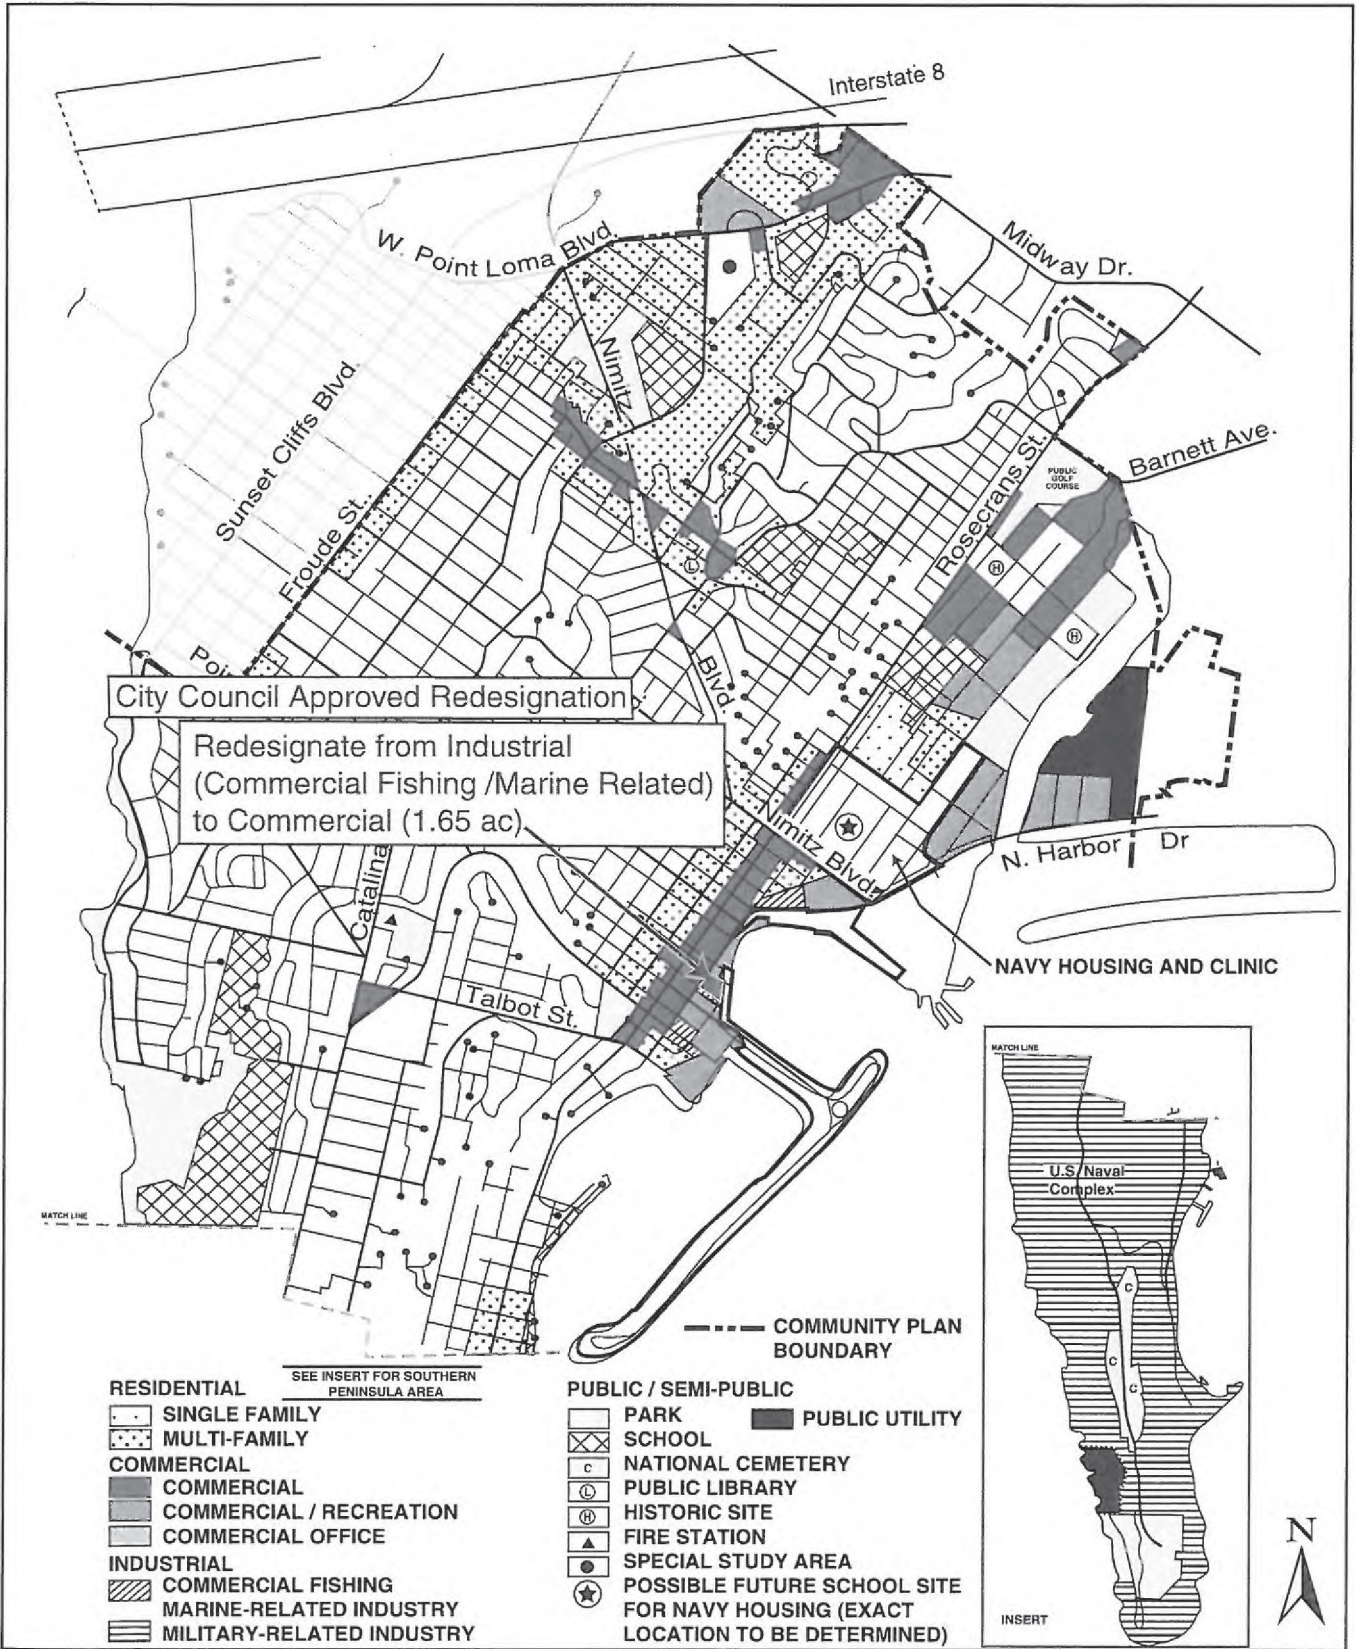 Interstate 8
W. Point Loma Blvd.
Midway Dr.
Nimitz
Sunset Cliffs Blvd.
Barnett Ave.
Rosecrans St.
PUBLIC
GOLF
COURSE
Froude St.
L
H
H
Blvd.
City Council Approved Redesignation
Redesignate from Industrial
(Commercial Fishing /Marine Related)
to Commercial (1.65 ac)
Nimitz Blvd.
N. Harbor Dr
Catalina
NAVY HOUSING AND CLINIC
Talbot St.
MATCH LINE
U.S. Naval
Complex
MATCH LINE
C
C
C
COMMUNITY PLAN
BOUNDARY
SEE INSERT FOR SOUTHERN
PENINSULA AREA
RESIDENTIAL
SINGLE FAMILY
MULTI-FAMILY
COMMERCIAL
COMMERCIAL
COMMERCIAL / RECREATION
COMMERCIAL OFFICE
INDUSTRIAL
COMMERCIAL FISHING
MARINE-RELATED INDUSTRY
MILITARY-RELATED INDUSTRY
PUBLIC / SEMI-PUBLIC
PARK
PUBLIC UTILITY
SCHOOL
C NATIONAL CEMETERY
L PUBLIC LIBRARY
H HISTORIC SITE
FIRE STATION
SPECIAL STUDY AREA
POSSIBLE FUTURE SCHOOL SITE
FOR NAVY HOUSING (EXACT
LOCATION TO BE DETERMINED)
INSERT
N